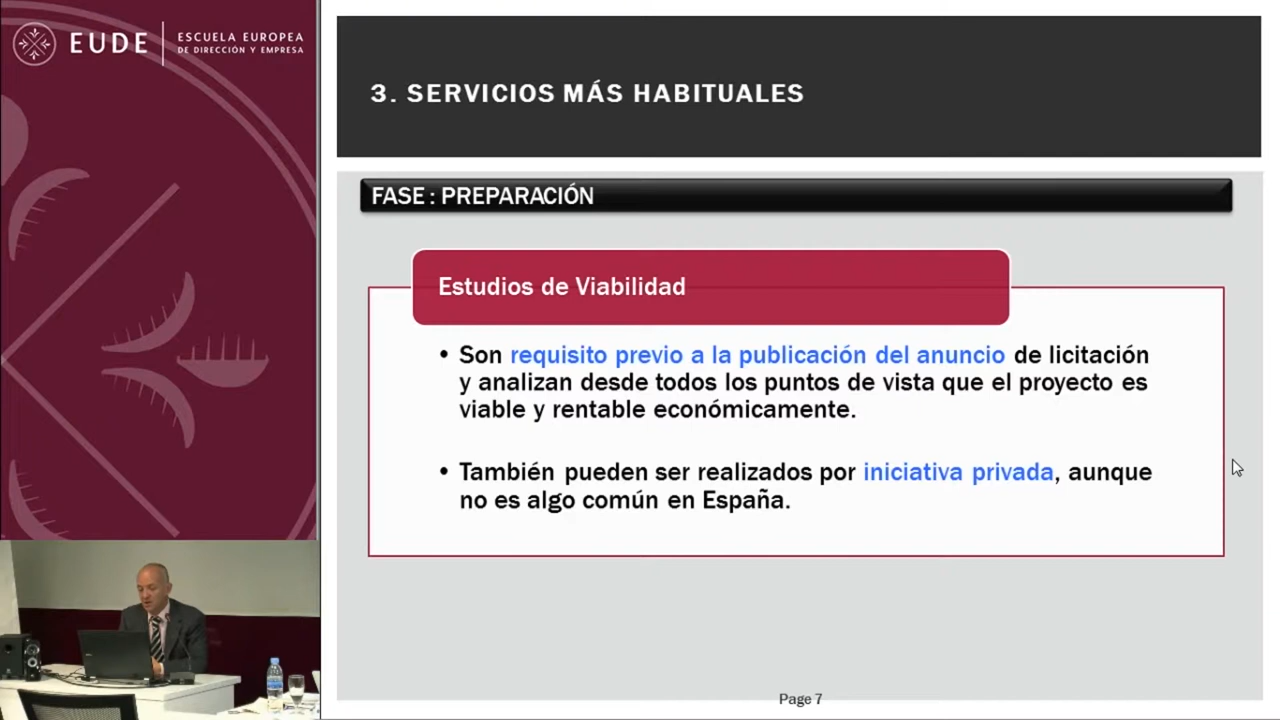 EUDE
ESCUELA EUROPEA
DE DIRECCIÓN Y EMPRESA
3. SERVICIOS MÁS HABITUALES
FASE : PREPARACIÓN
Estudios de Viabilidad
• Son requisito previo a la publicación del anuncio de licitación
y analizan desde todos los puntos de vista que el proyecto es
viable y rentable económicamente.
• También pueden ser realizados por iniciativa privada, aunque
no es algo común en España.
Page 7